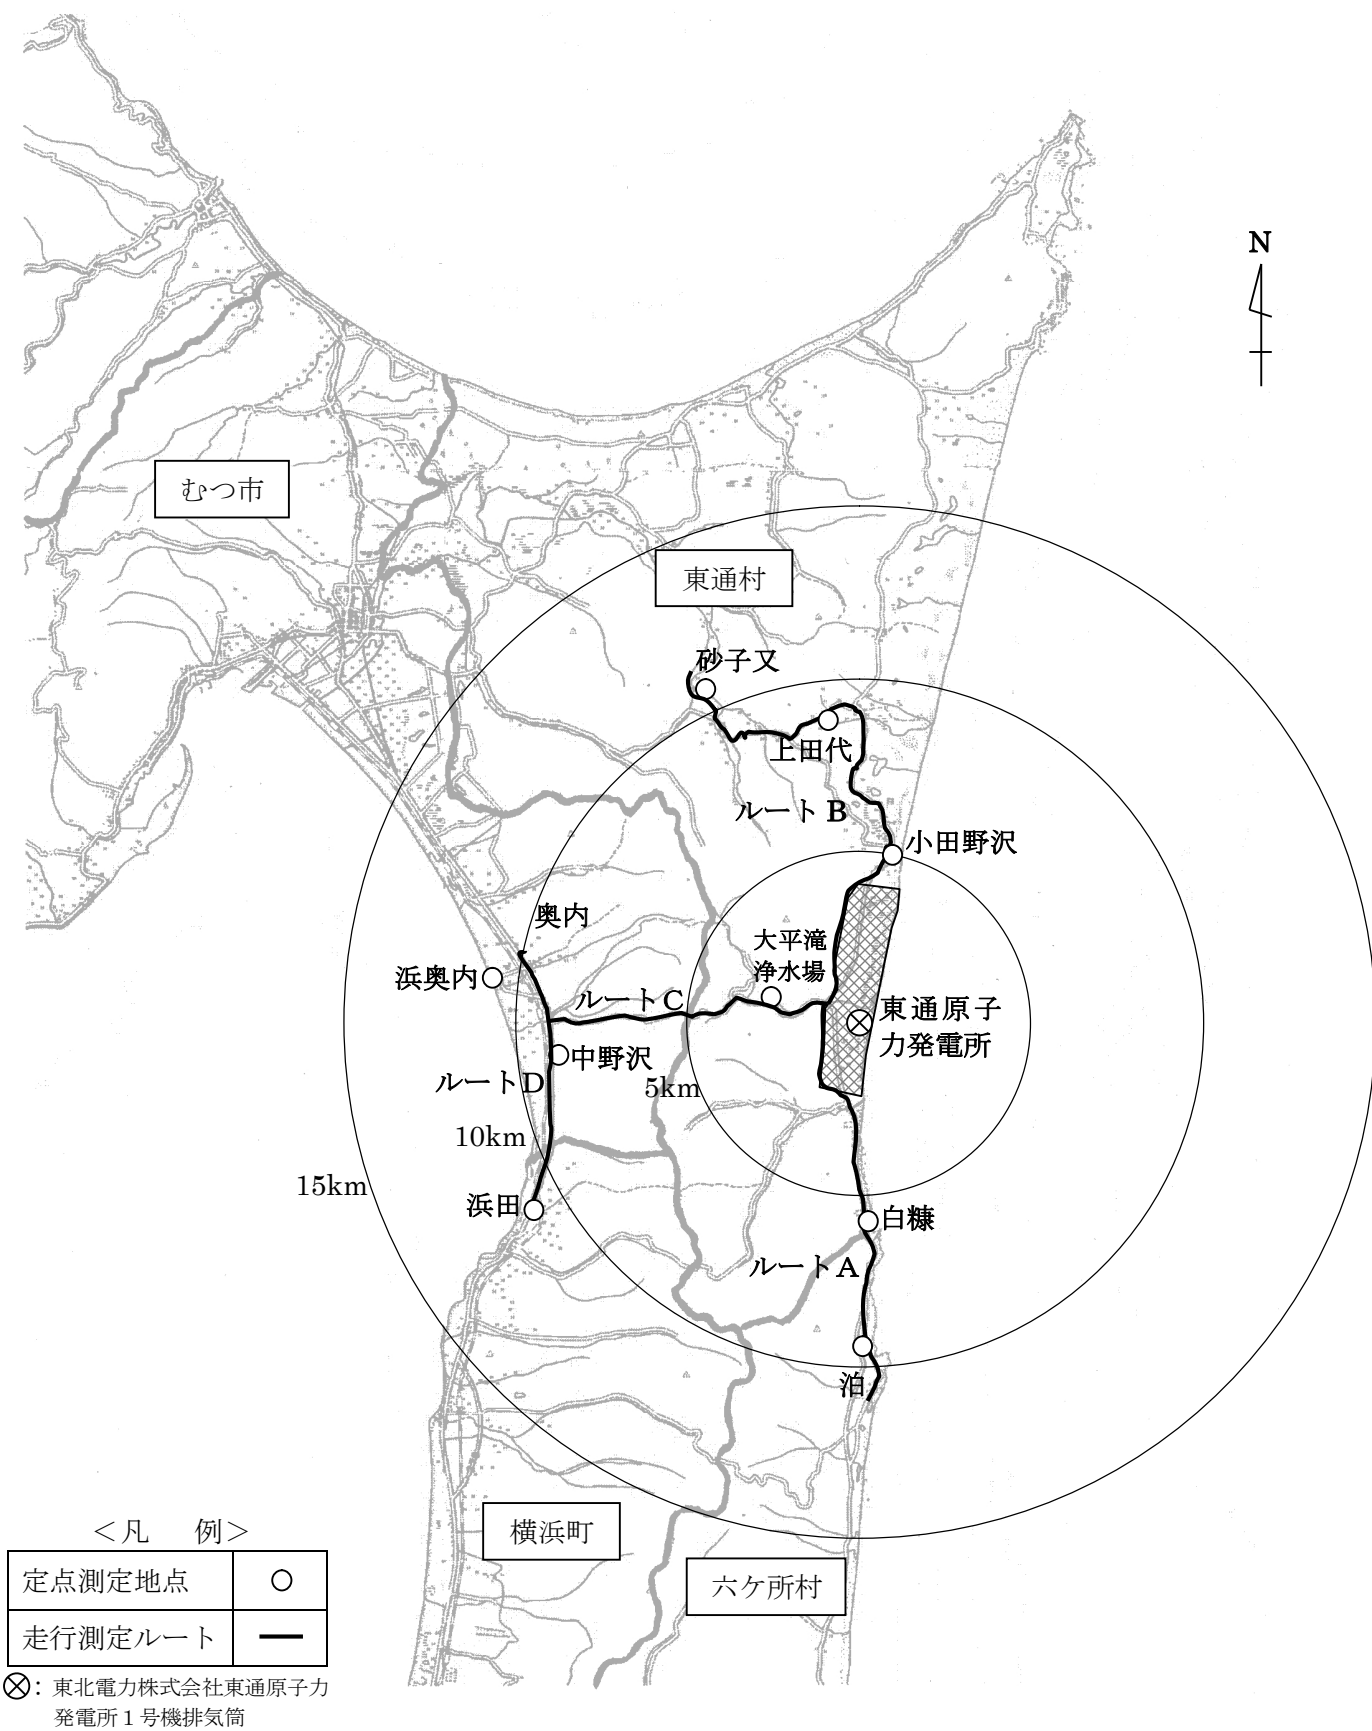 N
むつ市
東通村
砂子又
上田代
ルートB
小田野沢
奥内
大平滝
浄水場
浜奥内
ルートC
東通原子
力発電所
中野沢
ルートD
5km
10km
15km
浜田
白糠
ルートA
泊
横浜町
六ケ所村
<凡 例>
定点測定地点 ○
走行測定ルート ━
⊗: 東北電力株式会社東通原子力
発電所1号機排気筒